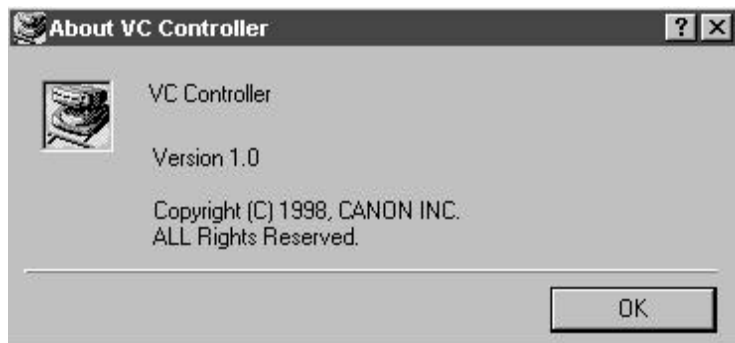 About VC Controller
VC Controller
Version 1.0
Copyright (C) 1998, CANON INC.
ALL Rights Reserved.
OK